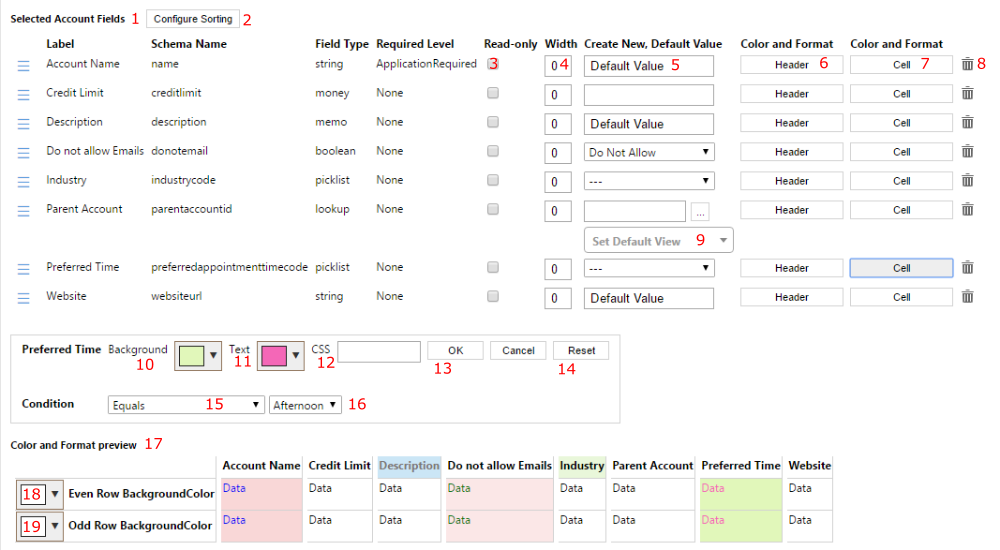 Selected Account Fields 1 Configure Sorting 2
Label Schema Name Field Type Required Level Read-only Width Create New, Default Value Color and Format Color and Format
Account Name name string ApplicationRequired 3 0 4 Default Value 5 Header 6 Cell 7 8
Credit Limit creditlimit money None 0 Header Cell
Description description memo None 0 Default Value Header Cell
Do not allow Emails donotemail boolean None 0 Do Not Allow Header Cell
Industry industrycode picklist None 0 --- Header Cell
Parent Account parentaccountid lookup None 0 ... Header Cell
Set Default View 9
Preferred Time preferredappointmenttimecode picklist None 0 --- Header Cell
Website websiteurl string None 0 Default Value Header Cell
Preferred Time Background Text CSS OK Cancel Reset
10 11 12 13 14
Condition Equals 15 Afternoon 16
Color and Format preview 17
Account Name Credit Limit Description Do not allow Emails Industry Parent Account Preferred Time Website
18 Even Row BackgroundColor Data Data Data Data Data Data Data Data
19 Odd Row BackgroundColor Data Data Data Data Data Data Data Data